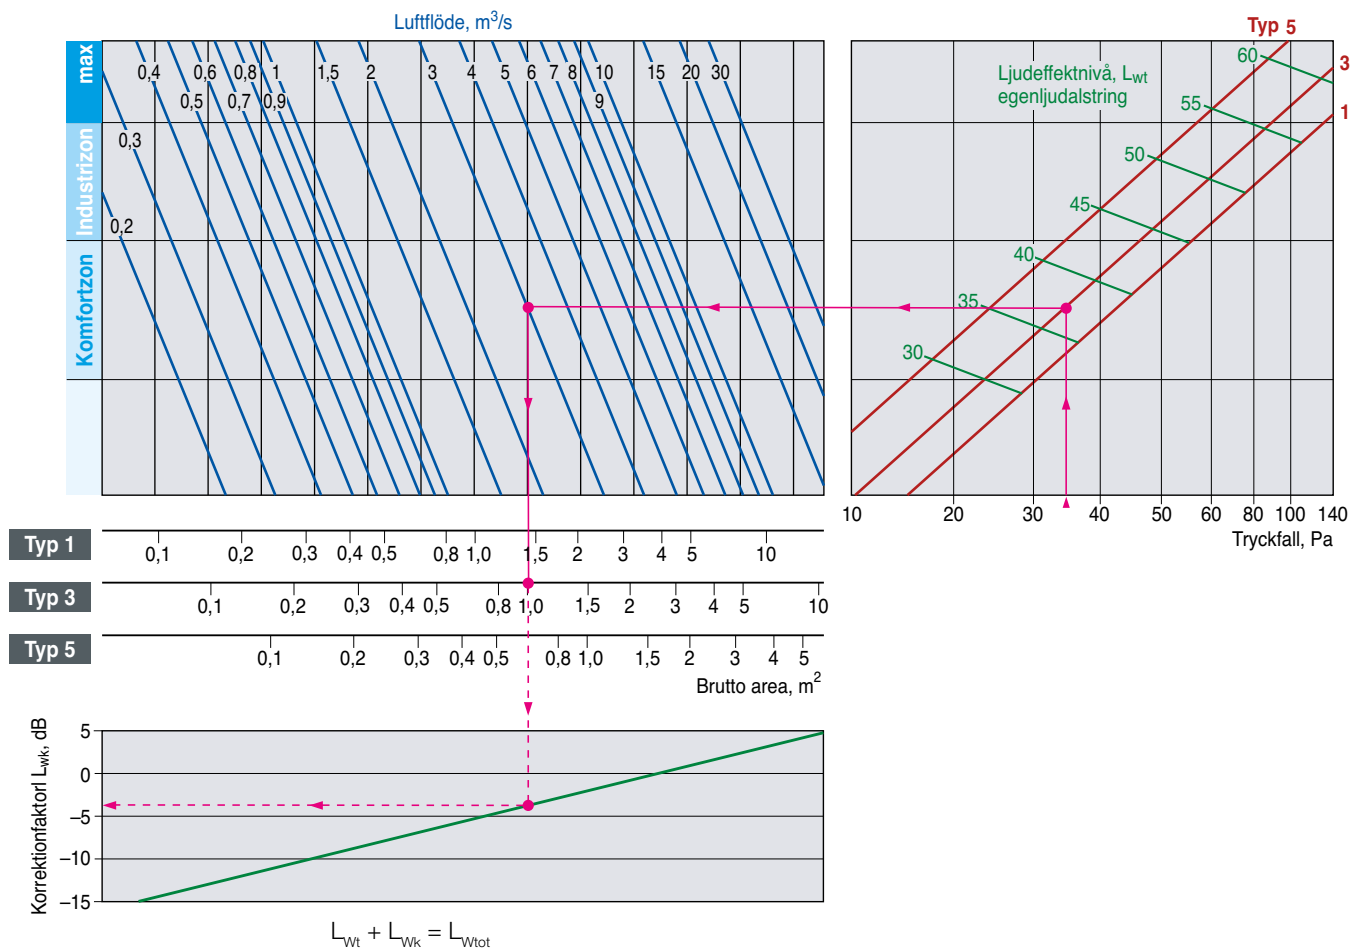 Luftflöde, m³/s
max
Industrizon
Komfortzon
0,4 0,6 0,8 1 1,5 2 3 4 5 6 7 8 10 15 20 30
0,5 0,7 0,9 9
0,3
0,2
Typ 5
3
1
Ljudeffektnivå, Lwt
egenljudalstring
60
55
50
45
40
35
30
10 20 30 40 50 60 80 100 140
Tryckfall, Pa
Typ 1
0,1 0,2 0,3 0,4 0,5 0,8 1,0 1,5 2 3 4 5 10
Typ 3
0,1 0,2 0,3 0,4 0,5 0,8 1,0 1,5 2 3 4 5 10
Typ 5
0,1 0,2 0,3 0,4 0,5 0,8 1,0 1,5 2 3 4 5
Brutto area, m²
Korrektionfaktorl Lwk, dB
5
0
–5
–10
–15
LWt + LWk = LWtot